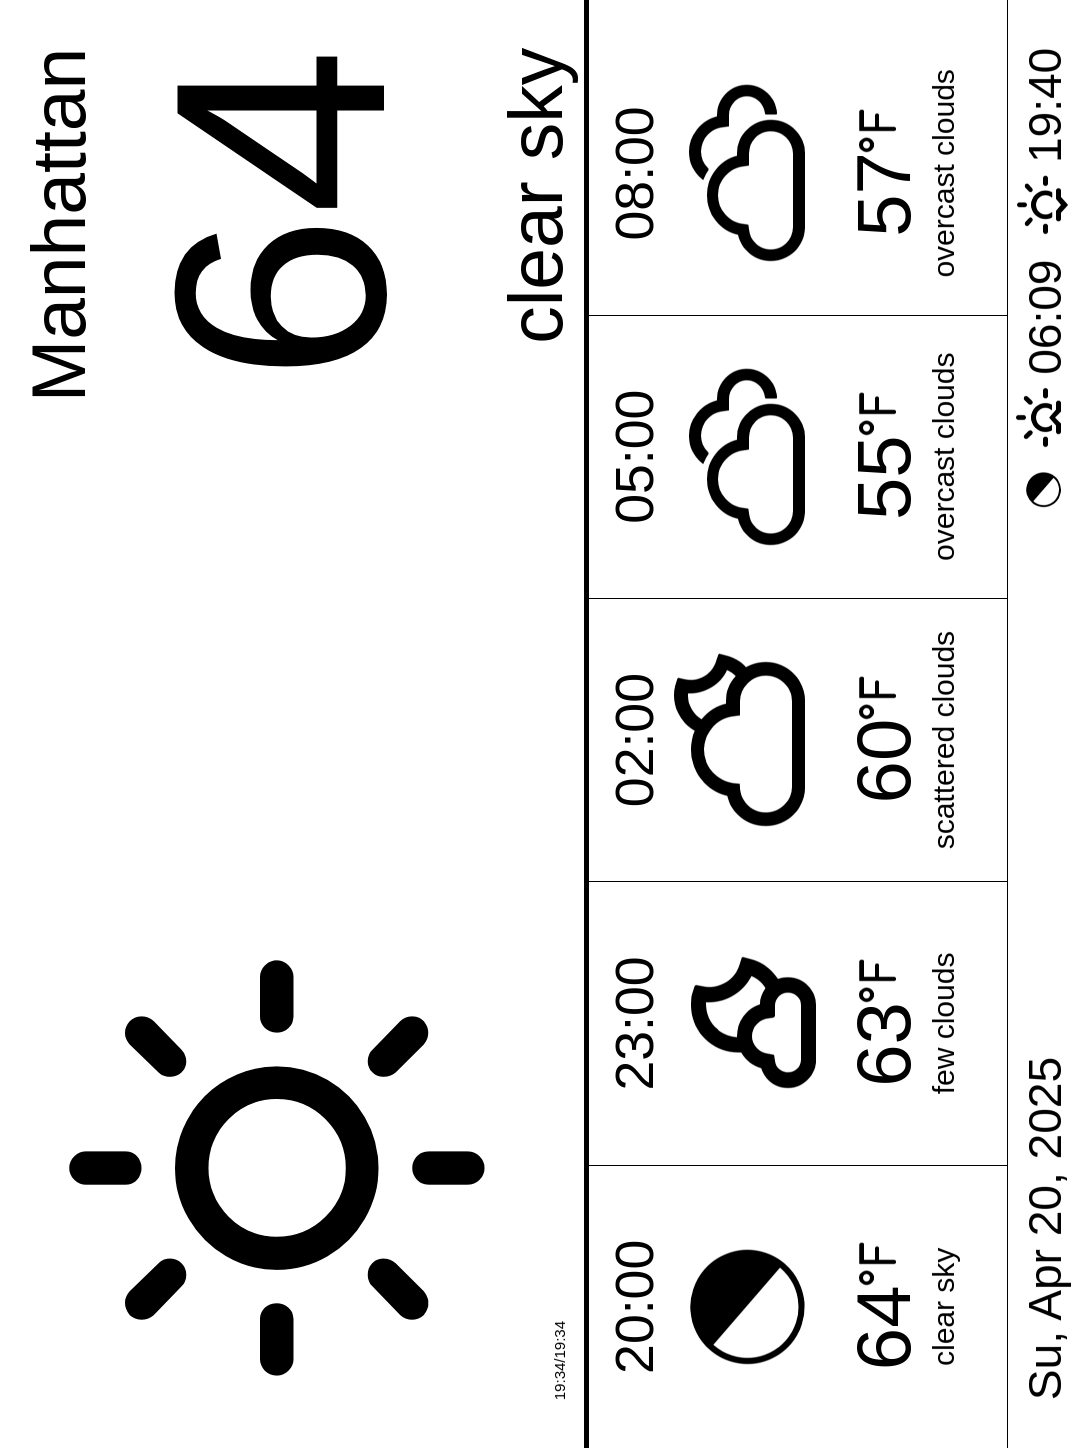 Manhattan
64
clear sky
19:34/19:34
20:00 23:00 02:00 05:00 08:00
64°F 63°F 60°F 55°F 57°F
clear sky few clouds scattered clouds overcast clouds overcast clouds
Su, Apr 20, 2025 06:09 19:40